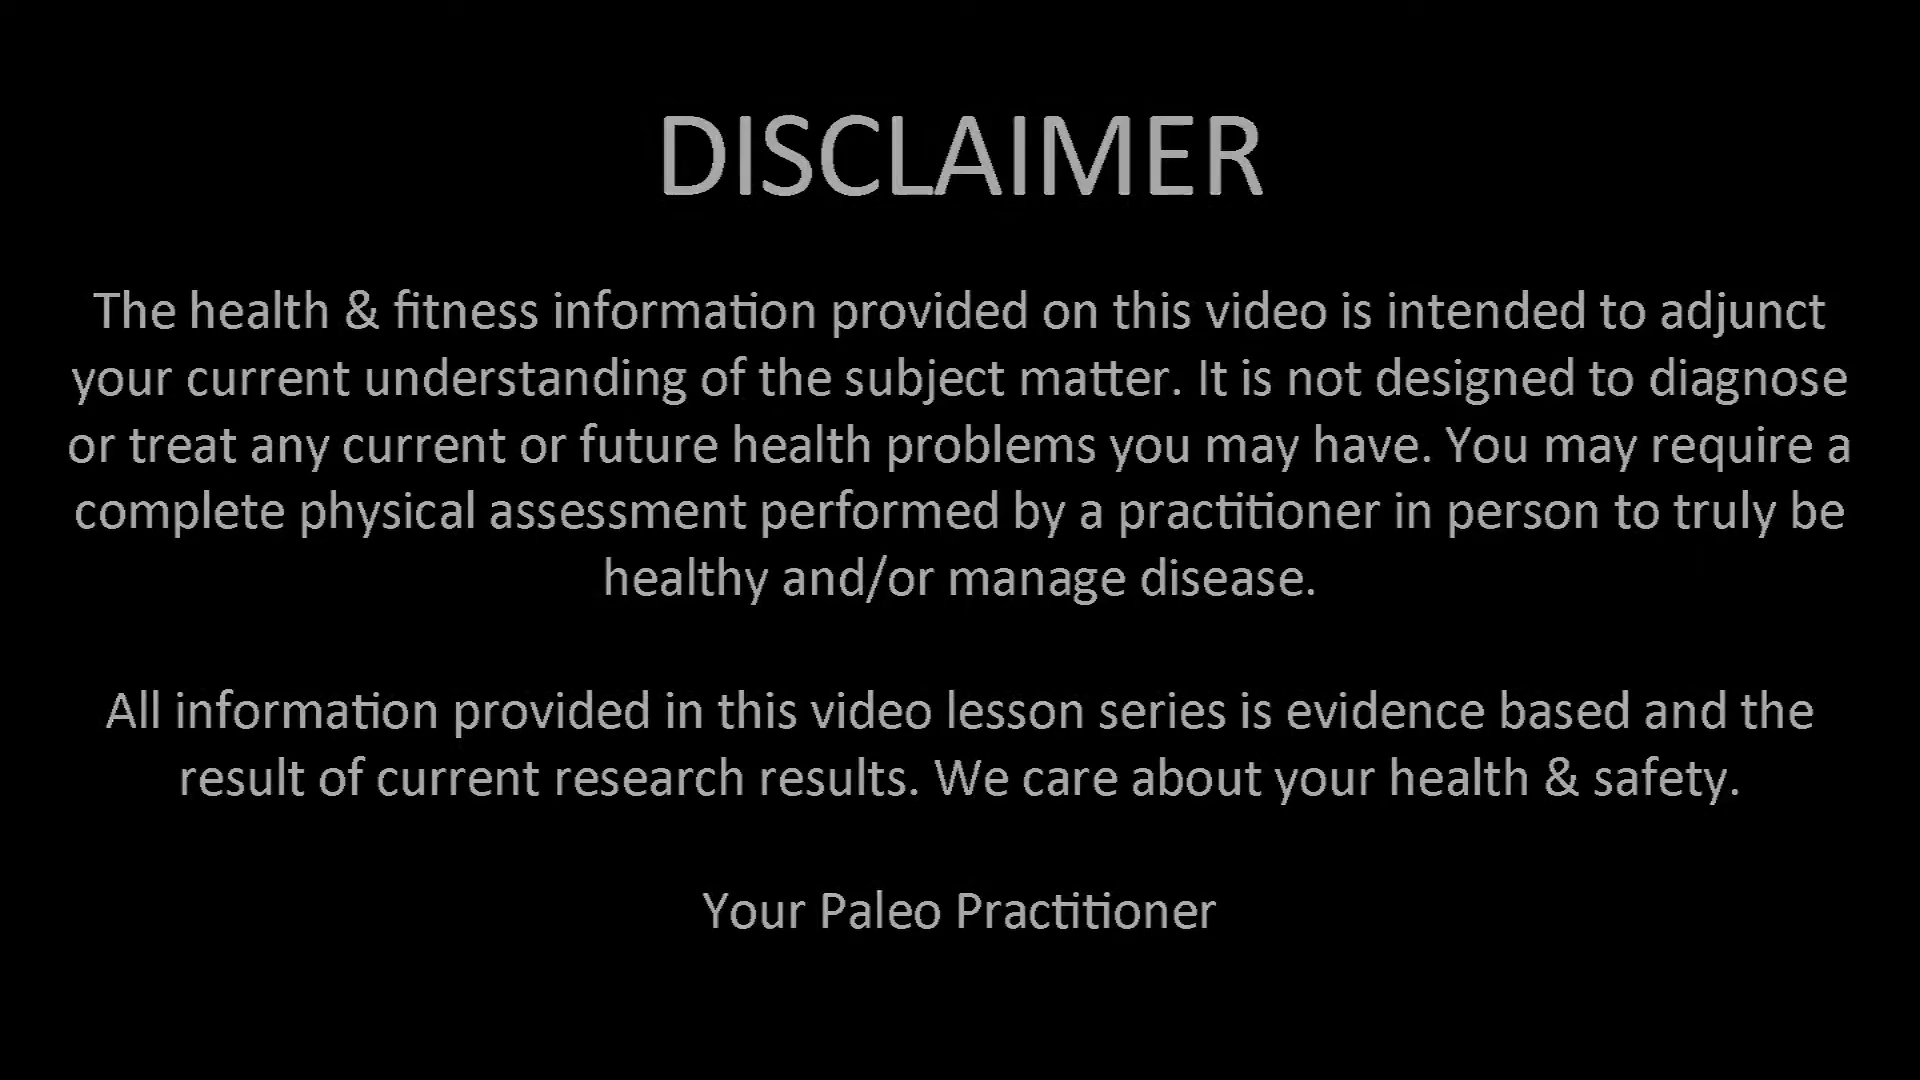 DISCLAIMER
The health & fitness information provided on this video is intended to adjunct
your current understanding of the subject matter. It is not designed to diagnose
or treat any current or future health problems you may have. You may require a
complete physical assessment performed by a practitioner in person to truly be
healthy and/or manage disease.
All information provided in this video lesson series is evidence based and the
result of current research results. We care about your health & safety.
Your Paleo Practitioner